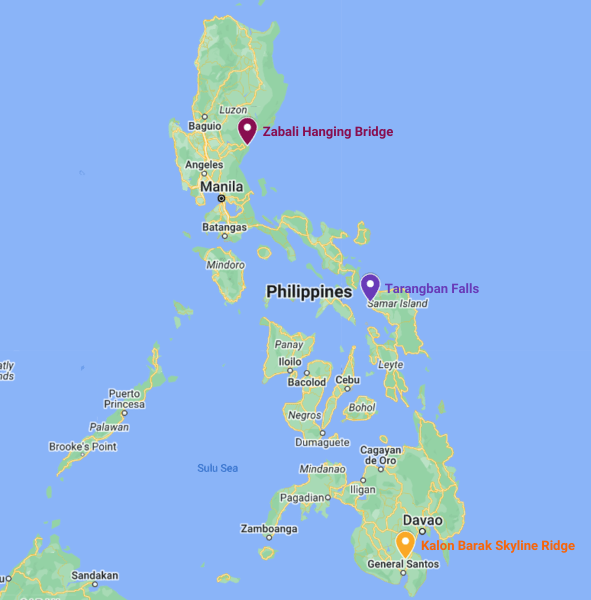 Luzon
Baguio
Zabali Hanging Bridge
Angeles
Manila
Batangas
Mindoro
Philippines
Tarangban Falls
Samar Island
Panay
Iloilo
Bacolod
Cebu
Leyte
Puerto
Princesa
Palawan
Negros
Bohol
Brooke's Point
Dumaguete
Sulu Sea
Mindanao
Cagayan
de Oro
Iligan
Pagadian
Zamboanga
Davao
Kalon Barak Skyline Ridge
General Santos
Sandakan